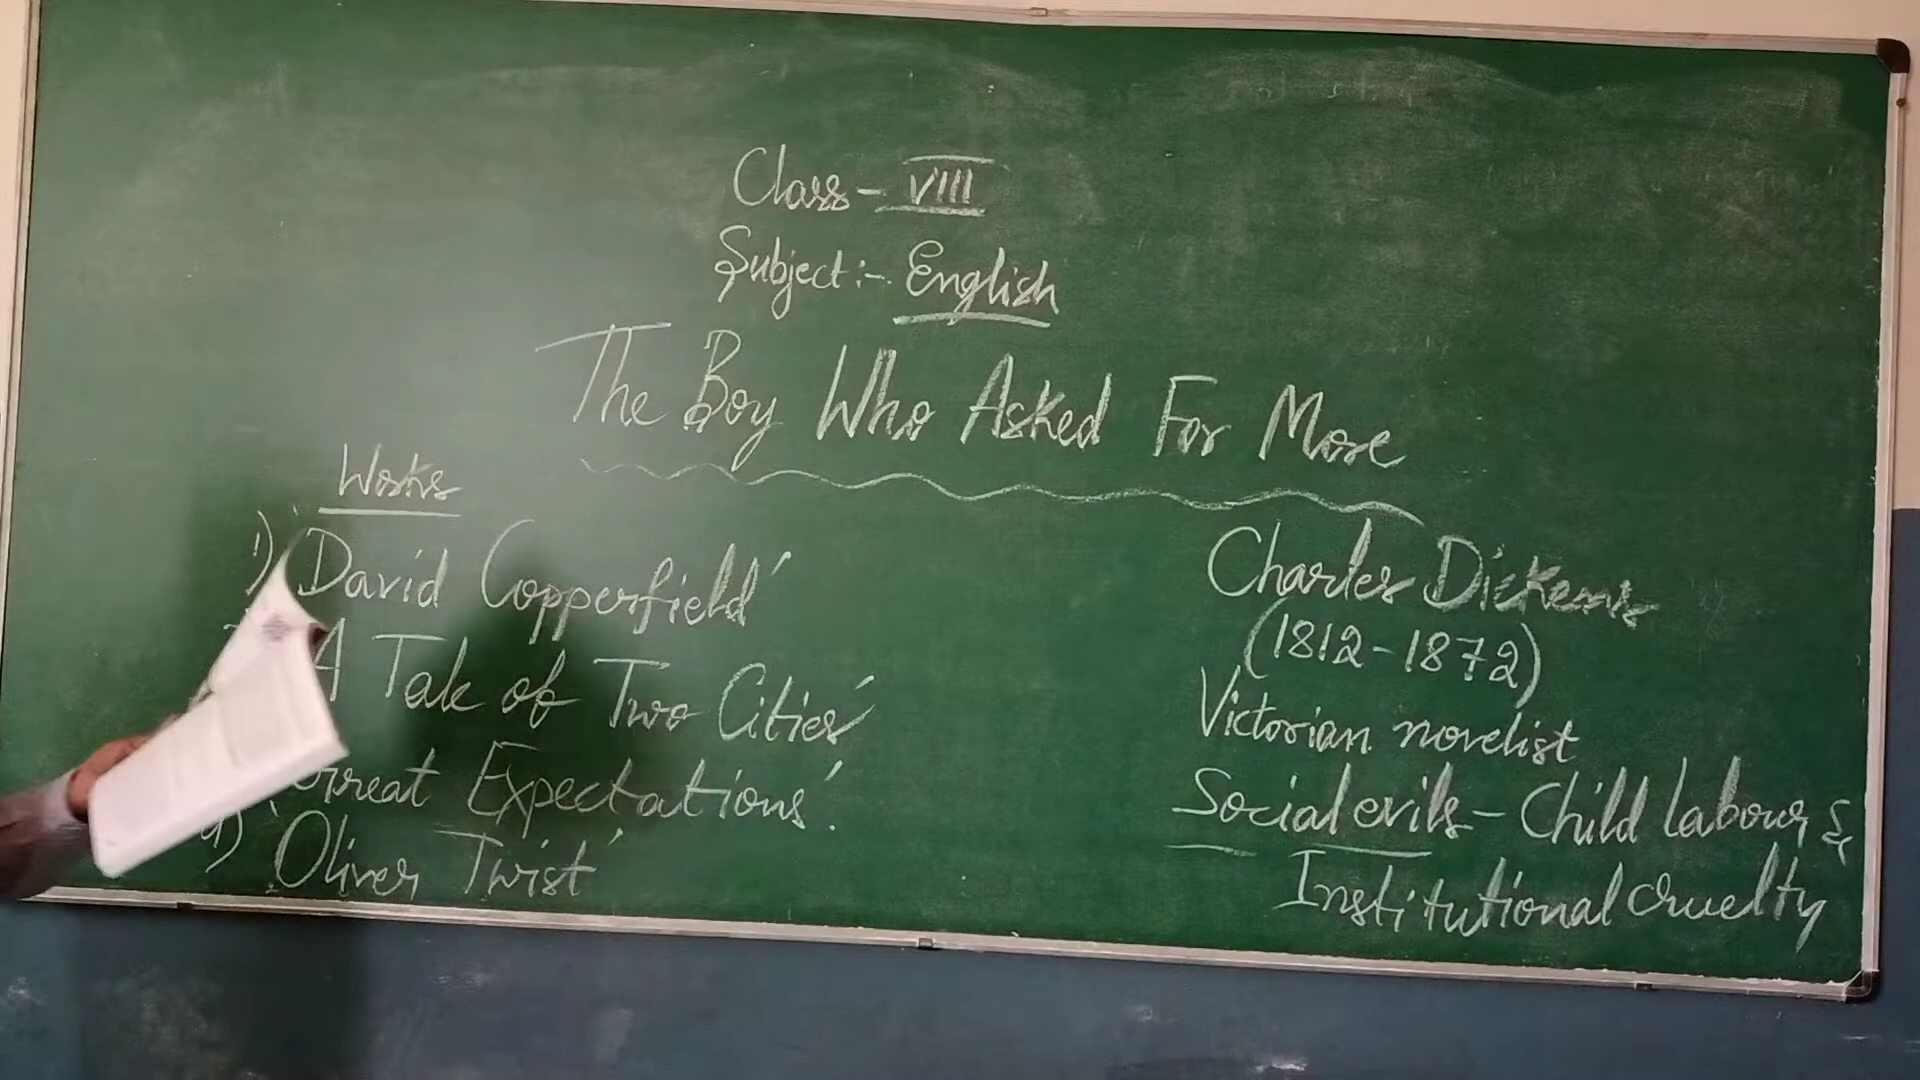 Class - VIII
Subject :- English
The Boy Who Asked For More
Works
1) David Copperfield'
A Tale of Two Cities'
Great Expectations'.
4) 'Oliver Twist'
Charles Dickens
(1812-1872)
Victorian novelist
Social evils - Child labour &
Institutional cruelty